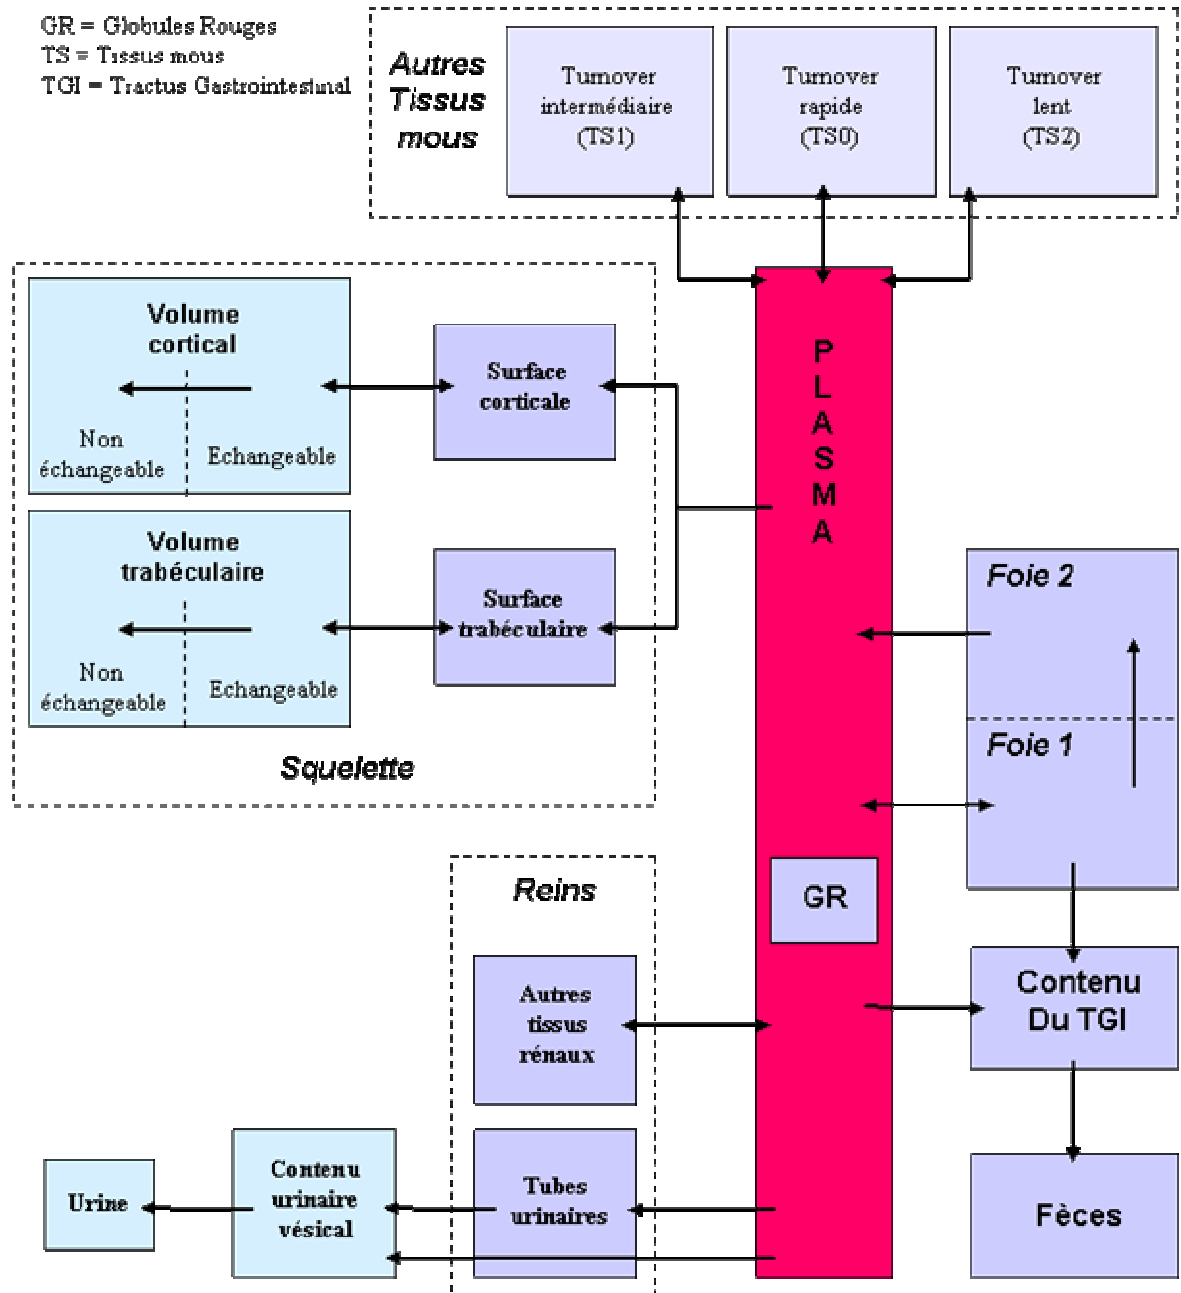 GR = Globules Rouges
TS = Tissus mous
TGI = Tractus Gastrointestinal
Autres
Tissus
mous
Turnover
intermédiaire
(TS1)
Turnover
rapide
(TS0)
Turnover
lent
(TS2)
Volume
cortical
Non
échangeable
Echangeable
Surface
corticale
Volume
trabéculaire
Non
échangeable
Echangeable
Surface
trabéculaire
Squelette
P
L
A
S
M
A
Foie 2
Foie 1
GR
Contenu
Du TGI
Fèces
Reins
Autres
tissus
rénaux
Tubes
urinaires
Contenu
urinaire
vésical
Urine